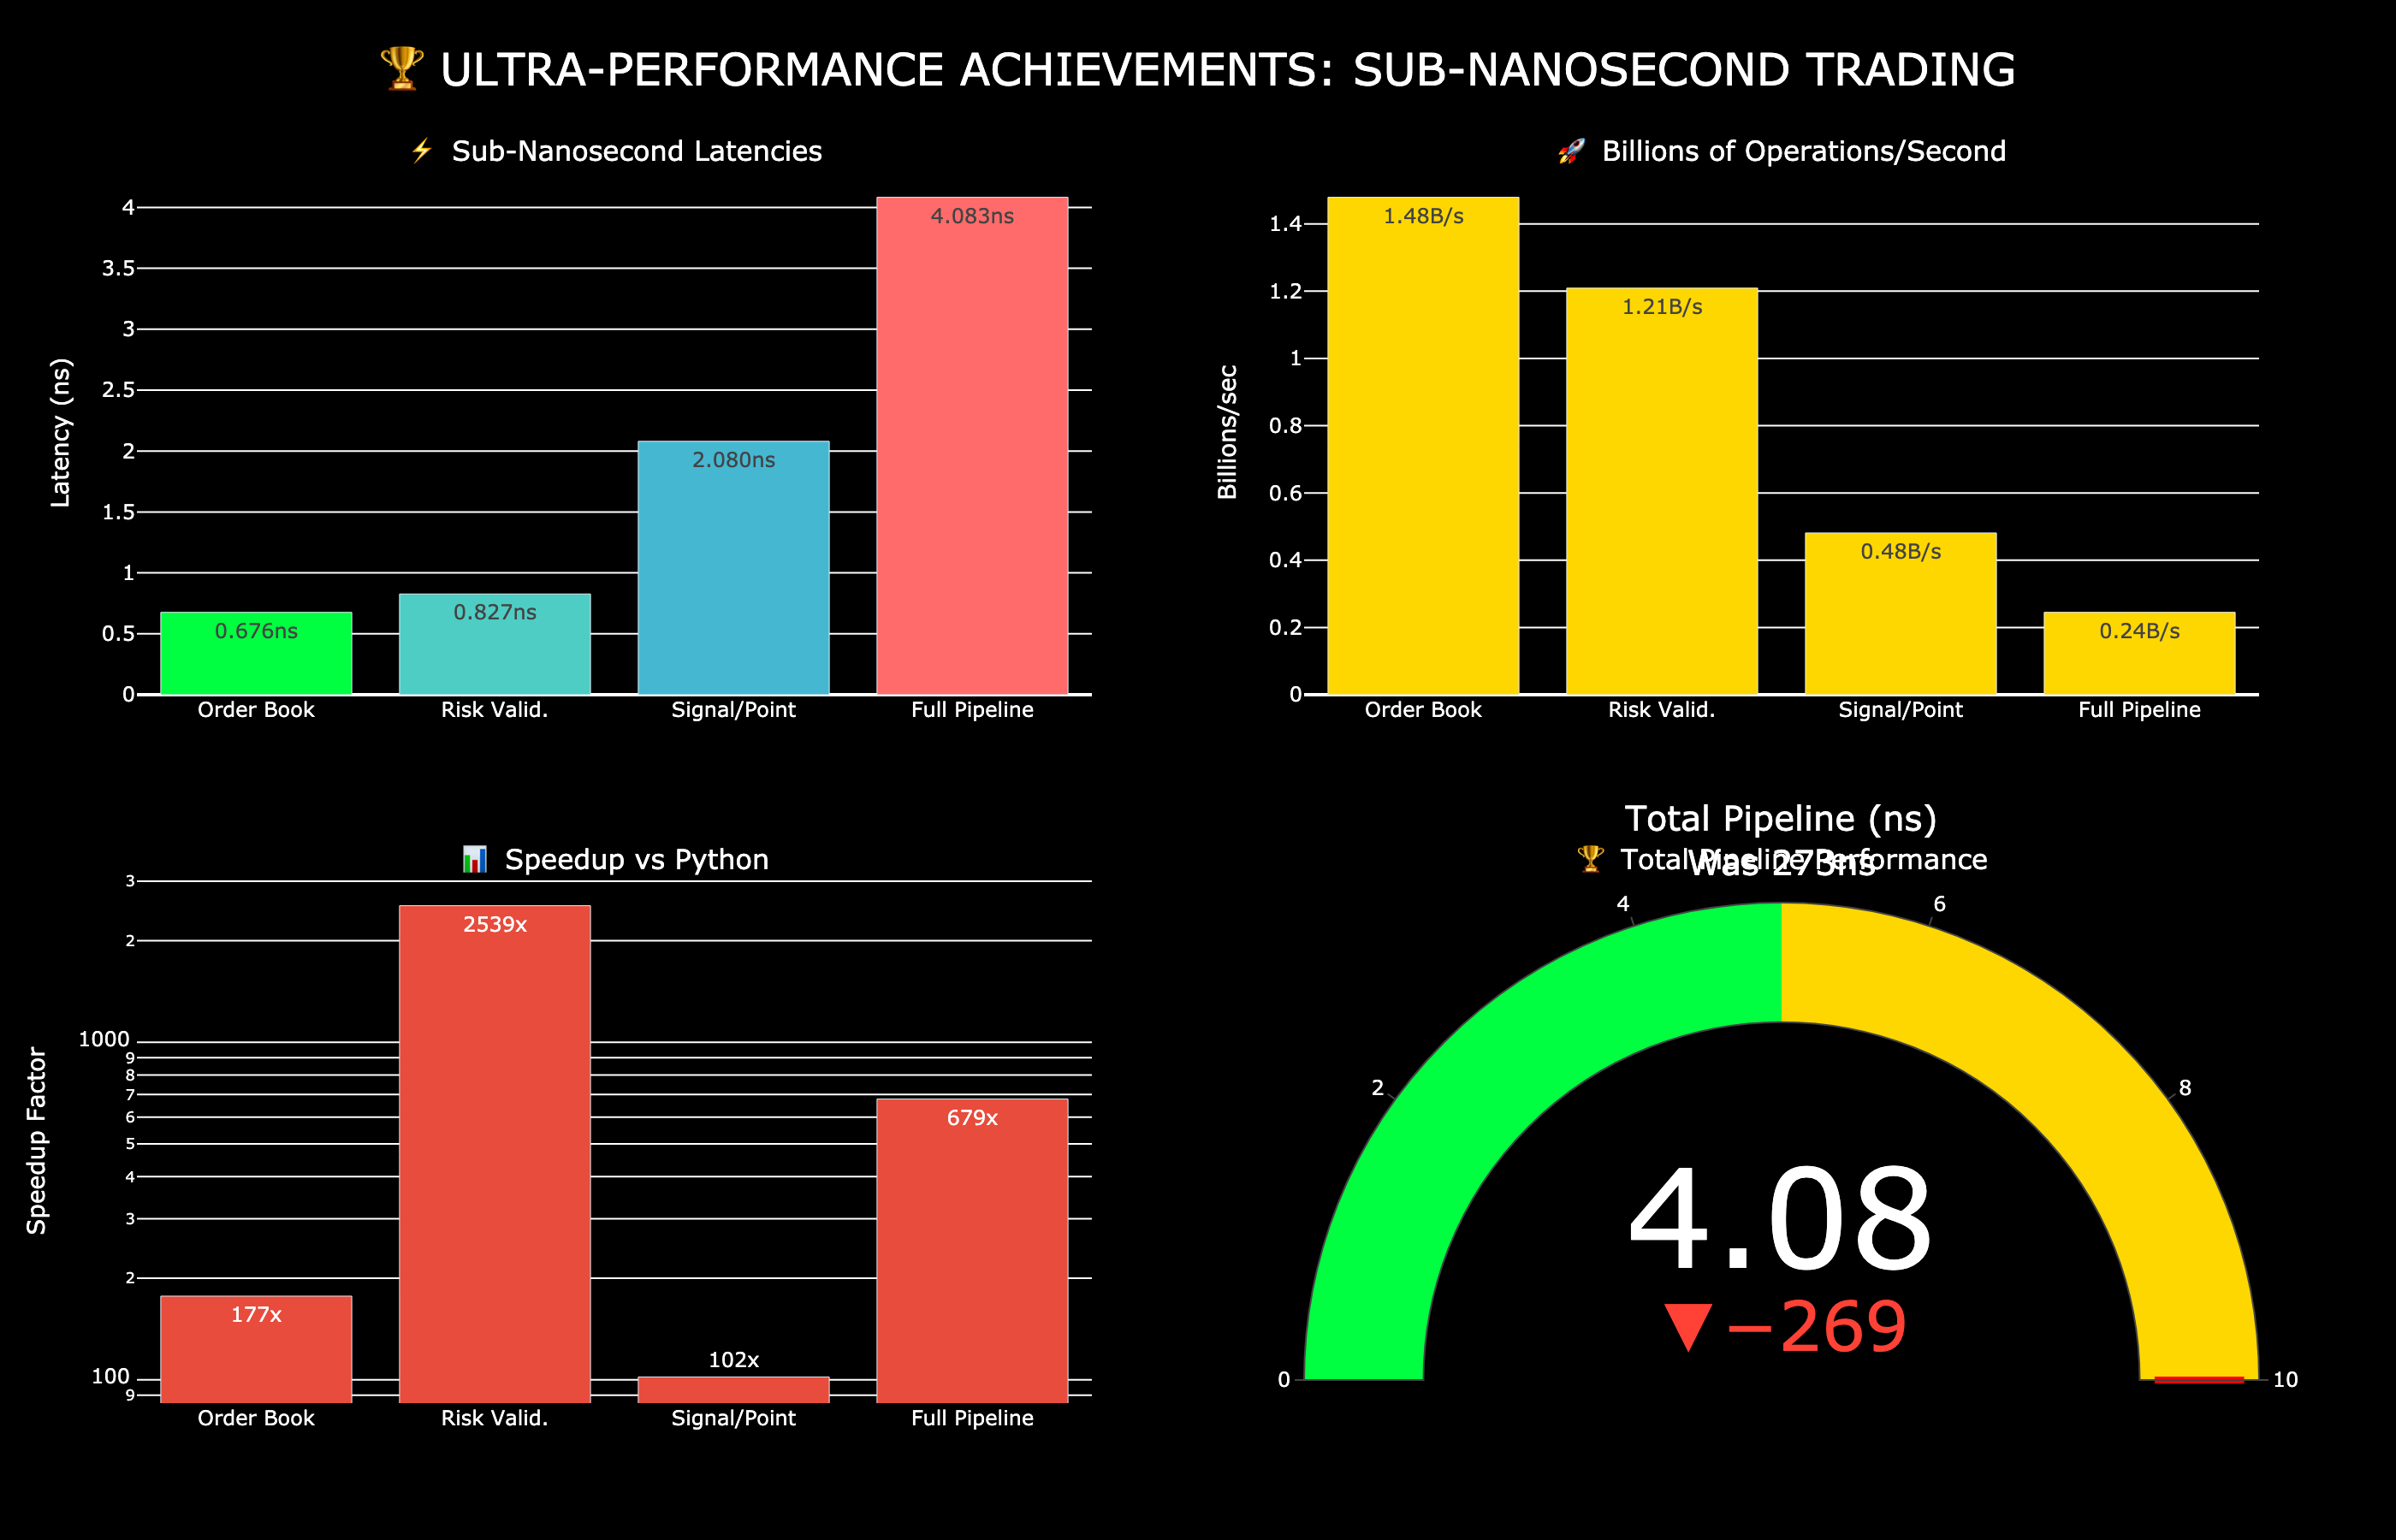 🏆 ULTRA-PERFORMANCE ACHIEVEMENTS: SUB-NANOSECOND TRADING
⚡ Sub-Nanosecond Latencies
Latency (ns)
4
3.5
3
2.5
2
1.5
1
0.5
0
0.676ns
0.827ns
2.080ns
4.083ns
Order Book
Risk Valid.
Signal/Point
Full Pipeline
🚀 Billions of Operations/Second
Billions/sec
1.4
1.2
1
0.8
0.6
0.4
0.2
0
1.48B/s
1.21B/s
0.48B/s
0.24B/s
Order Book
Risk Valid.
Signal/Point
Full Pipeline
📊 Speedup vs Python
Speedup Factor
3
2
1000
9
8
7
6
5
4
3
2
100
9
177x
2539x
102x
679x
Order Book
Risk Valid.
Signal/Point
Full Pipeline
Total Pipeline (ns)
Was 273ns
🏆 Total Pipeline Performance
0
2
4
6
8
10
4.08
▼−269